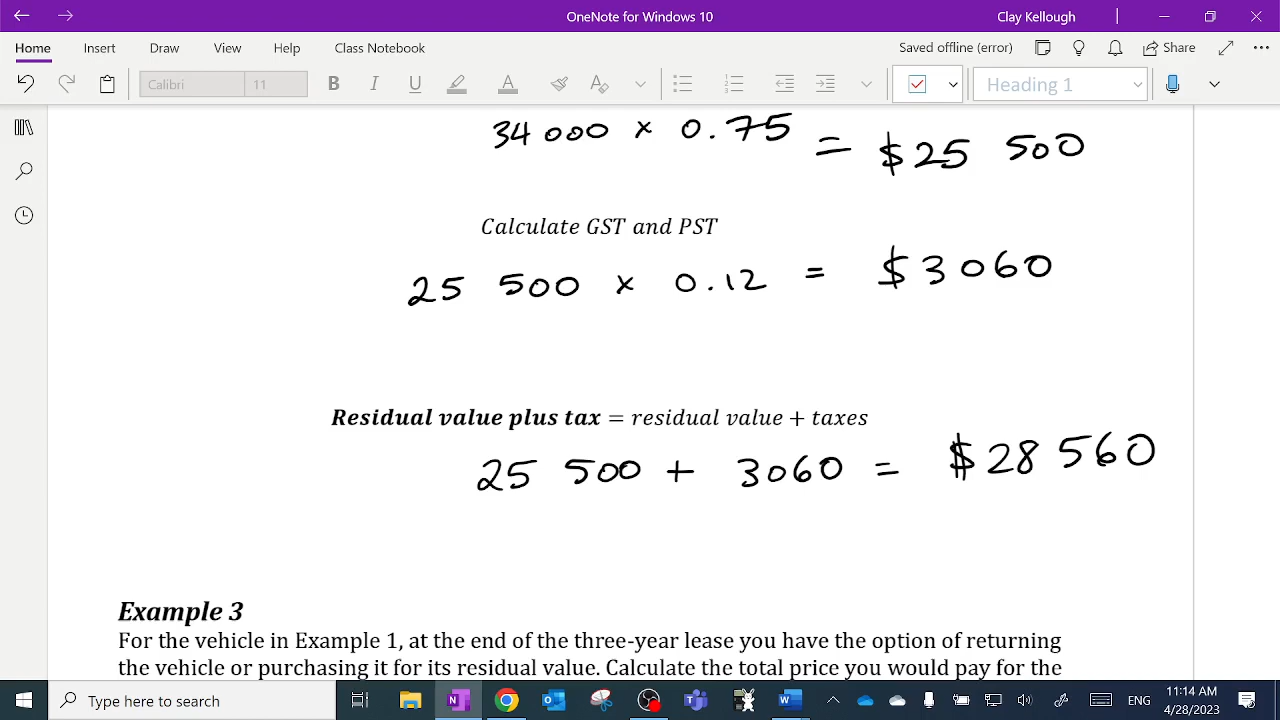 OneNote for Windows 10
Clay Kellough
Home Insert Draw View Help Class Notebook
Saved offline (error) Share
Calibri 11 B I U A Heading 1
34 000 × 0.75 = $25 500
Calculate GST and PST
25 500 × 0.12 = $3 060
Residual value plus tax = residual value + taxes
25 500 + 3060 = $28 560
Example 3
For the vehicle in Example 1, at the end of the three-year lease you have the option of returning
the vehicle or purchasing it for its residual value. Calculate the total price you would pay for the
Type here to search
ENG
11:14 AM
4/28/2023